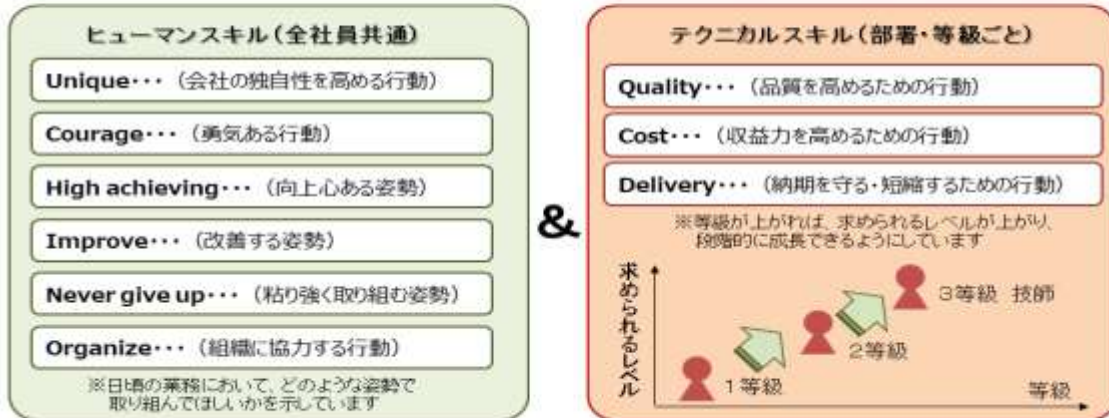 ヒューマンスキル(全社員共通)
Unique･･･(会社の独自性を高める行動)
Courage･･･(勇気ある行動)
High achieving･･･(向上心ある姿勢)
Improve･･･(改善する姿勢)
Never give up･･･(粘り強く取り組む姿勢)
Organize･･･(組織に協力する行動)
※日頃の業務において、どのような姿勢で
取り組んでほしいかを示しています
&
テクニカルスキル(部署・等級ごと)
Quality･･･(品質を高めるための行動)
Cost･･･(収益力を高めるための行動)
Delivery･･･(納期を守る・短縮するための行動)
※等級が上がれば、求められるレベルが上がり、
段階的に成長できるようにしています
求められるレベル
3等級 技師
2等級
1等級
等級